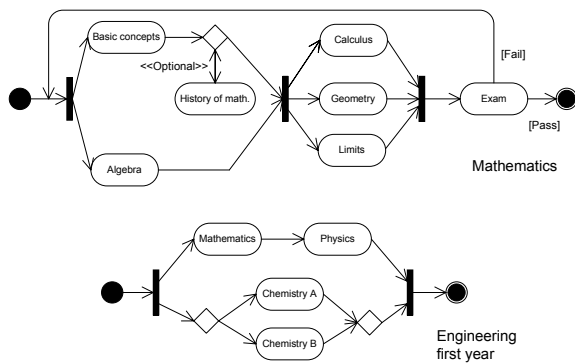 Basic concepts
<<Optional>>
History of math.
Algebra
Calculus
Geometry
Limits
[Fail]
Exam
[Pass]
Mathematics
Mathematics
Physics
Chemistry A
Chemistry B
Engineering
first year